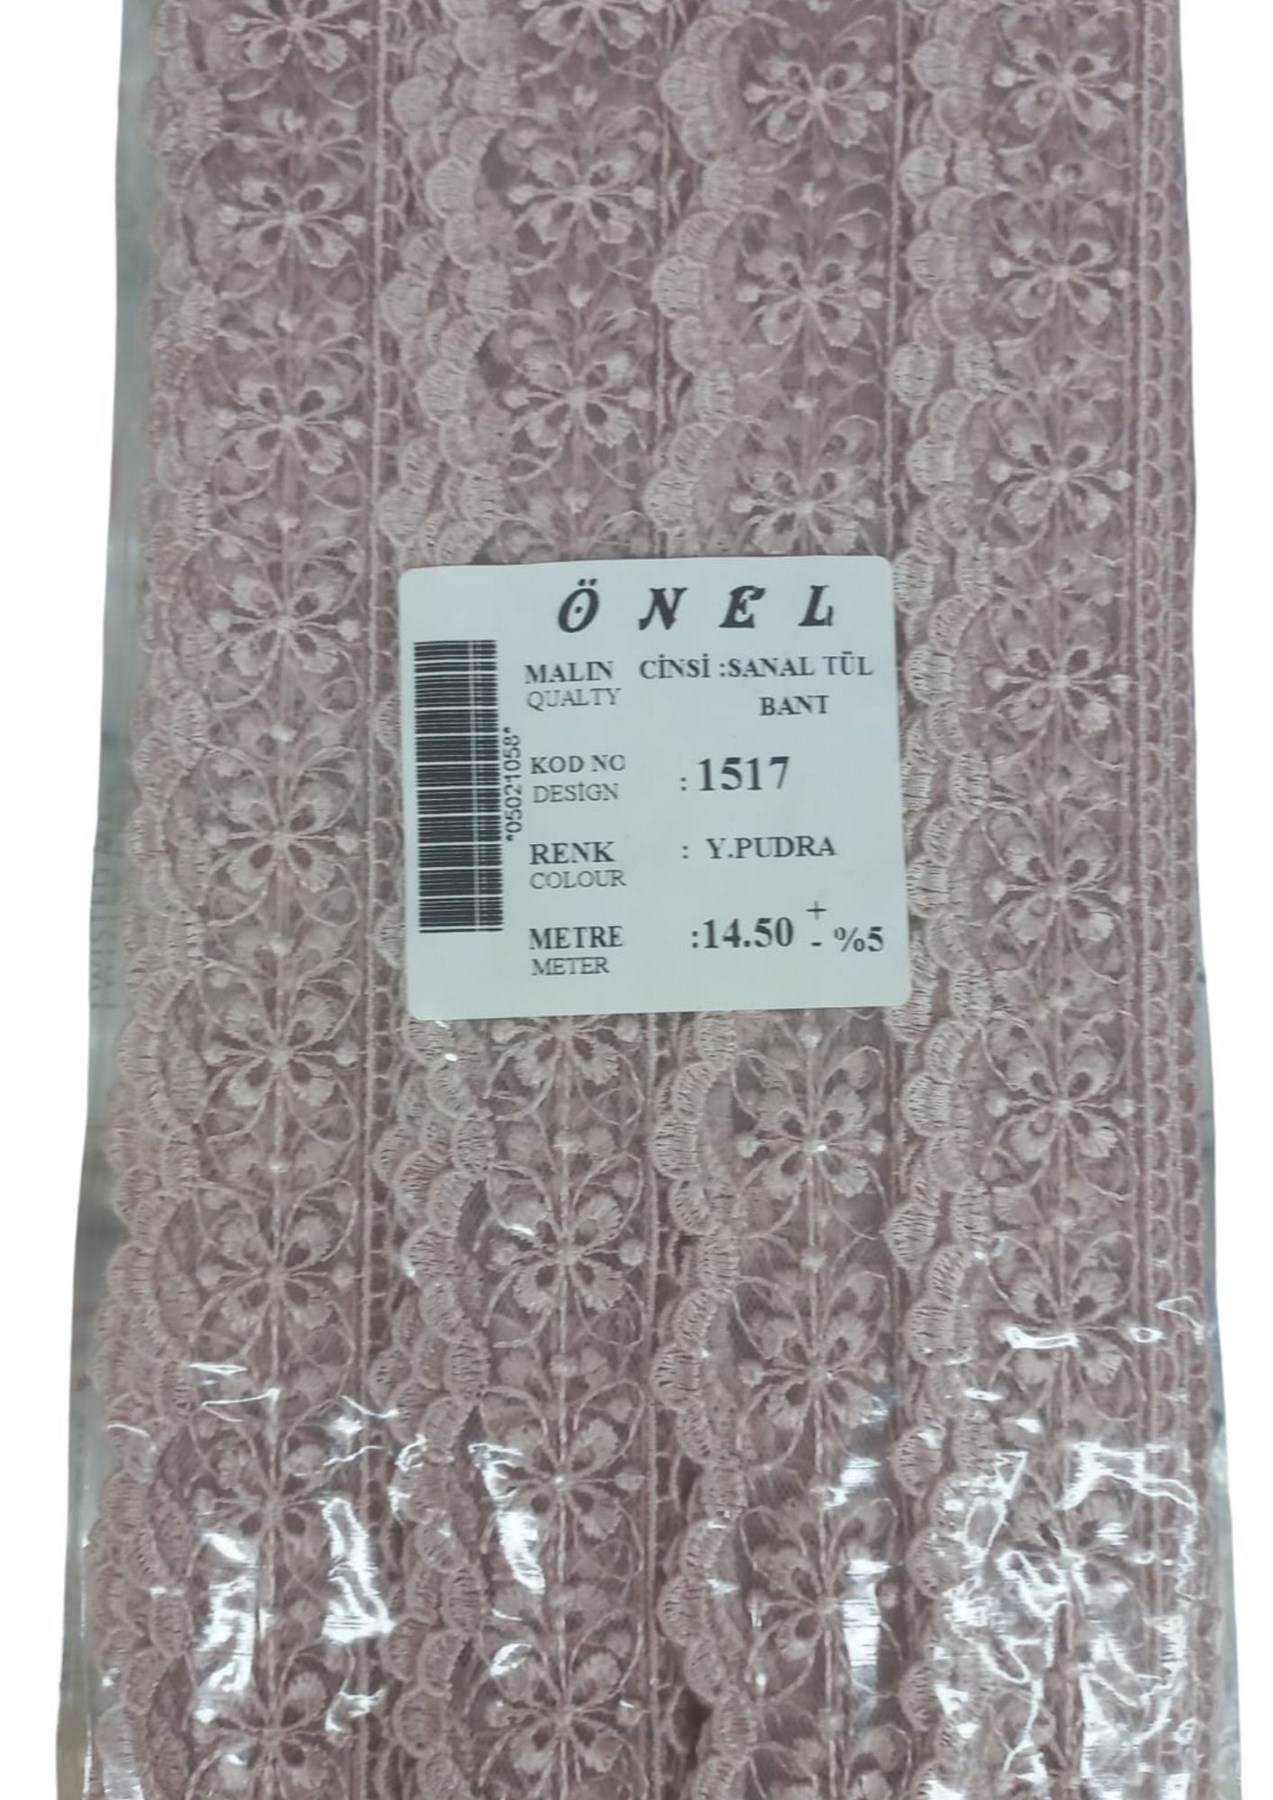 Ö N E L
MALIN CİNSİ :SANAL TÜL
QUALTY
BANT
KOD NO : 1517
DESİGN
RENK : Y.PUDRA
COLOUR
METRE :14.50 + - %5
METER
*05021058*